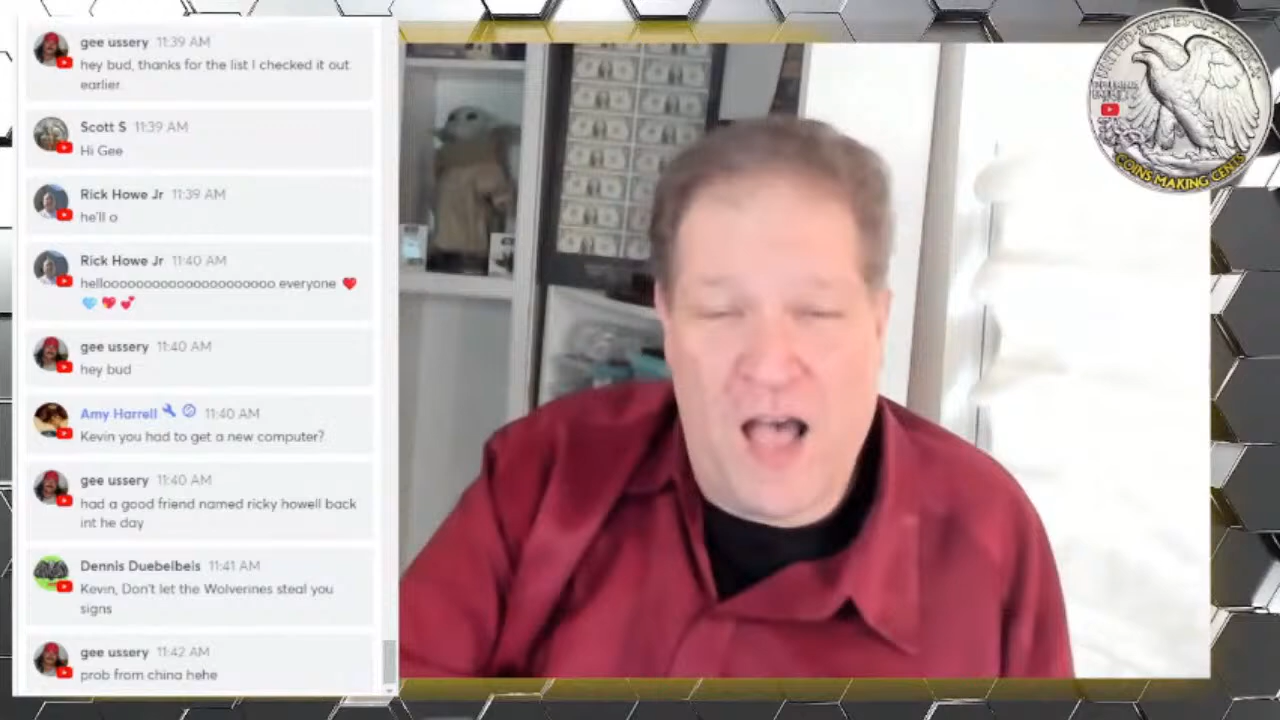 gee ussery 11:39 AM
hey bud, thanks for the list I checked it out
earlier.
Scott S 11:39 AM
Hi Gee
Rick Howe Jr 11:39 AM
he'll o
Rick Howe Jr 11:40 AM
helloooooooooooooooooooooo everyone ❤️
🩵 💖 💕
gee ussery 11:40 AM
hey bud
Amy Harrell 11:40 AM
Kevin you had to get a new computer?
gee ussery 11:40 AM
had a good friend named ricky howell back
int he day
Dennis Duebelbeis 11:41 AM
Kevin, Don't let the Wolverines steal you
signs
gee ussery 11:42 AM
prob from china hehe
UNITED STATES OF AMERICA
COINS MAKING CENTS